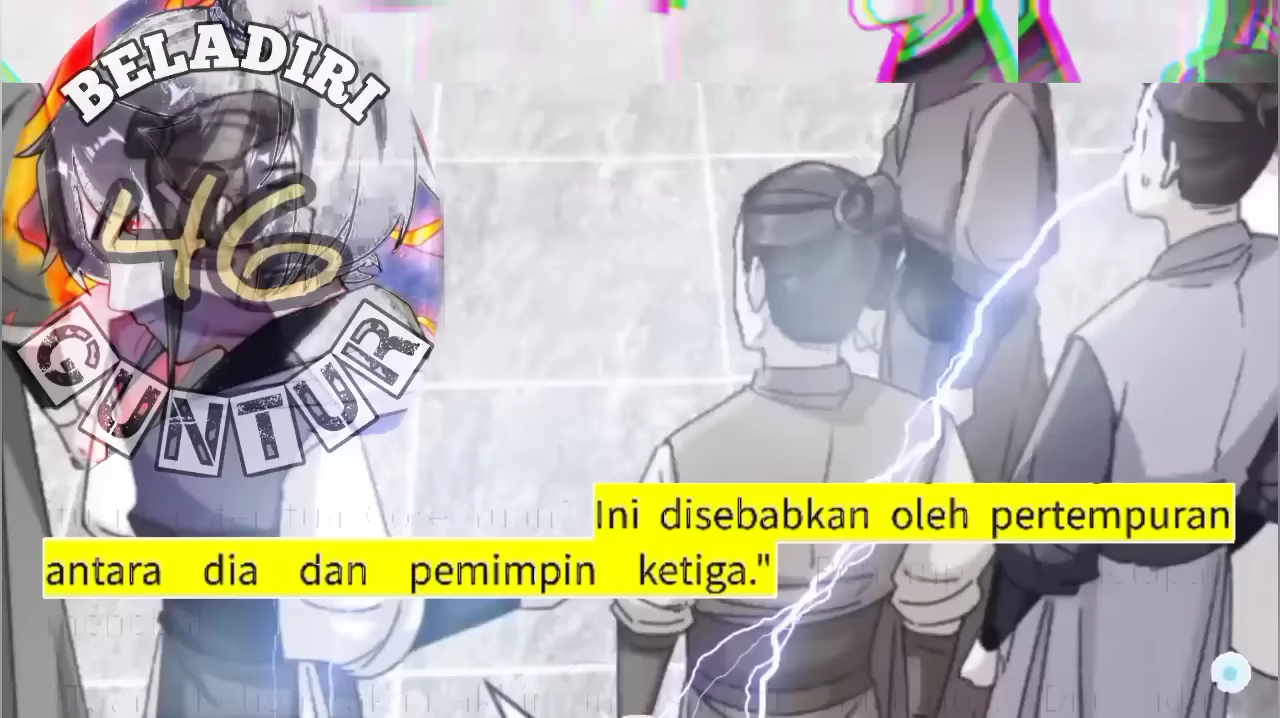 BELADIRI
46
GUNTUR
Ini disebabkan oleh pertempuran
antara dia dan pemimpin ketiga."